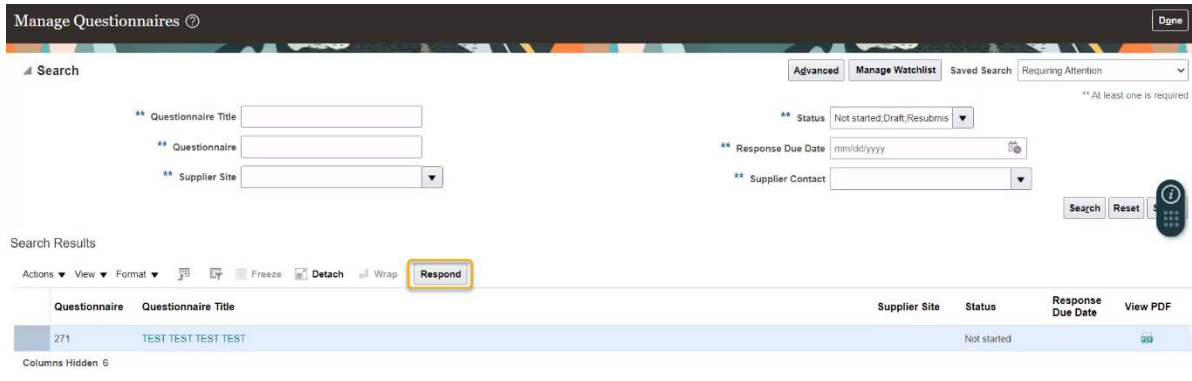 Manage Questionnaires
Done
Search
Advanced Manage Watchlist Saved Search Requiring Attention
** At least one is required
** Questionnaire Title
** Status Not started;Draft;Resubmis
** Questionnaire
** Response Due Date mm/dd/yyyy
** Supplier Site
** Supplier Contact
Search Reset
Search Results
Actions View Format Freeze Detach Wrap Respond
Questionnaire Questionnaire Title Supplier Site Status Response Due Date View PDF
271 TEST TEST TEST TEST Not started
Columns Hidden 6